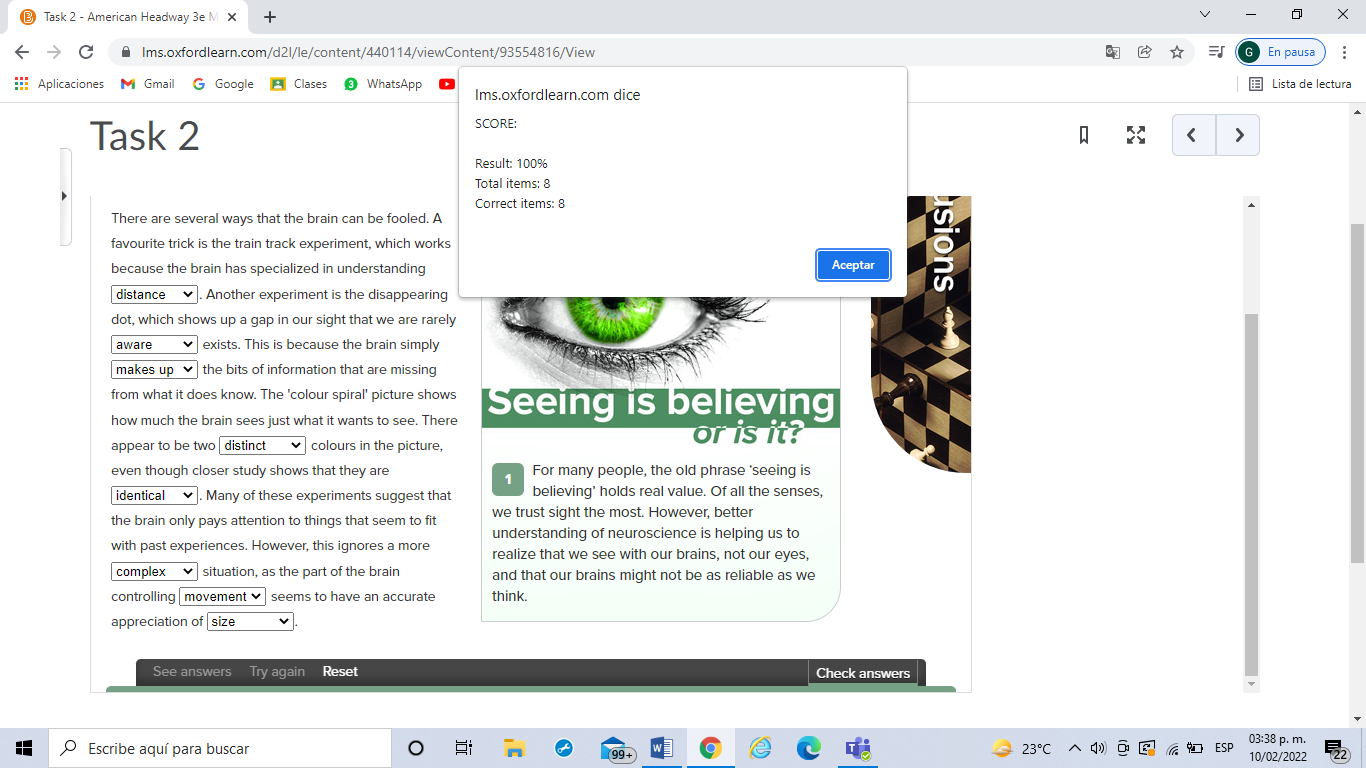 Task 2 - American Headway 3e M
lms.oxfordlearn.com/d2l/le/content/440114/viewContent/93554816/View
G En pausa
Aplicaciones Gmail Google Clases 3 WhatsApp Lista de lectura
lms.oxfordlearn.com dice
SCORE:
Result: 100%
Total items: 8
Correct items: 8
Aceptar
Task 2
There are several ways that the brain can be fooled. A
favourite trick is the train track experiment, which works
because the brain has specialized in understanding
distance . Another experiment is the disappearing
dot, which shows up a gap in our sight that we are rarely
aware exists. This is because the brain simply
makes up the bits of information that are missing
from what it does know. The 'colour spiral' picture shows
how much the brain sees just what it wants to see. There
appear to be two distinct colours in the picture,
even though closer study shows that they are
identical . Many of these experiments suggest that
the brain only pays attention to things that seem to fit
with past experiences. However, this ignores a more
complex situation, as the part of the brain
controlling movement seems to have an accurate
appreciation of size .
Seeing is believing
or is it?
1 For many people, the old phrase 'seeing is
believing' holds real value. Of all the senses,
we trust sight the most. However, better
understanding of neuroscience is helping us to
realize that we see with our brains, not our eyes,
and that our brains might not be as reliable as we
think.
usions
See answers Try again Reset Check answers
Escribe aquí para buscar
99+
23°C
ESP
03:38 p. m.
10/02/2022
22